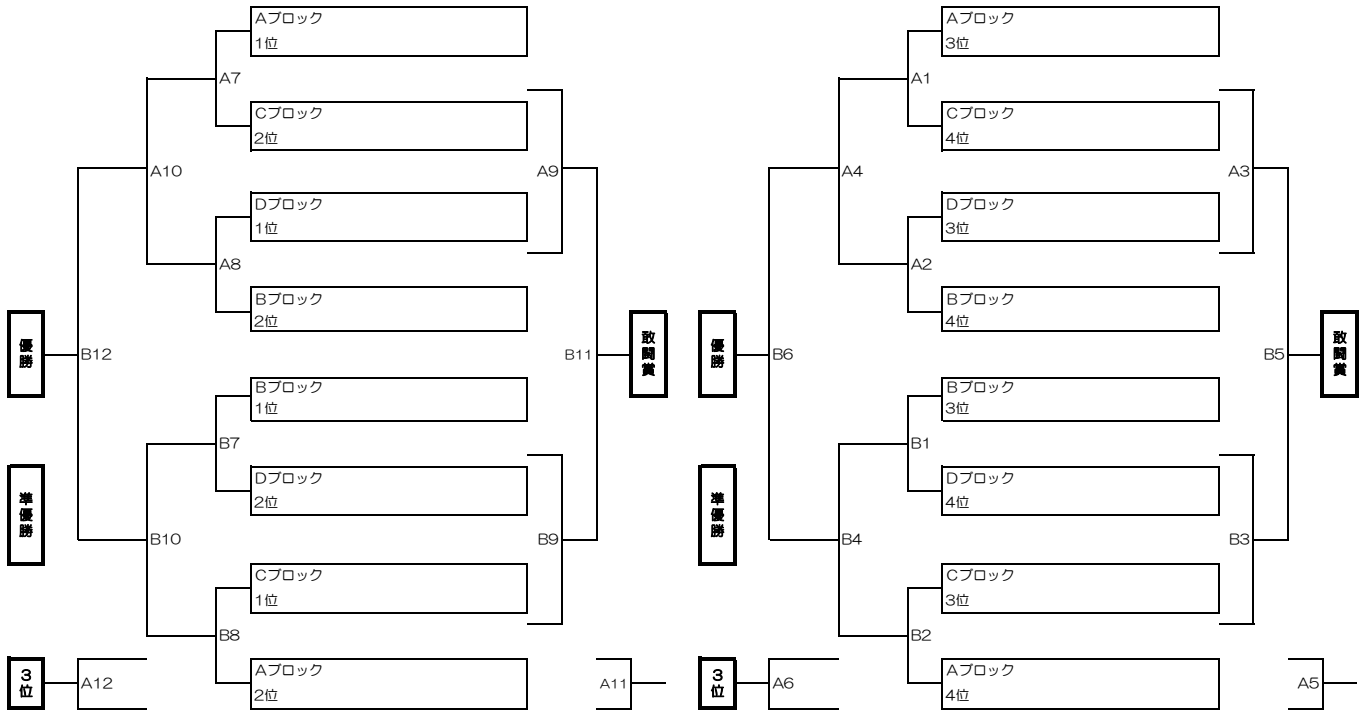 Aブロック
1位
A7
Cブロック
2位
A10
A9
Dブロック
1位
A8
Bブロック
2位
優勝
B12
B11
敢闘賞
Bブロック
1位
B7
Dブロック
2位
準優勝
B10
B9
Cブロック
1位
B8
3位
A12
Aブロック
2位
A11
Aブロック
3位
A1
Cブロック
4位
A4
A3
Dブロック
3位
A2
Bブロック
4位
優勝
B6
B5
敢闘賞
Bブロック
3位
B1
Dブロック
4位
準優勝
B4
B3
Cブロック
3位
B2
3位
A6
Aブロック
4位
A5